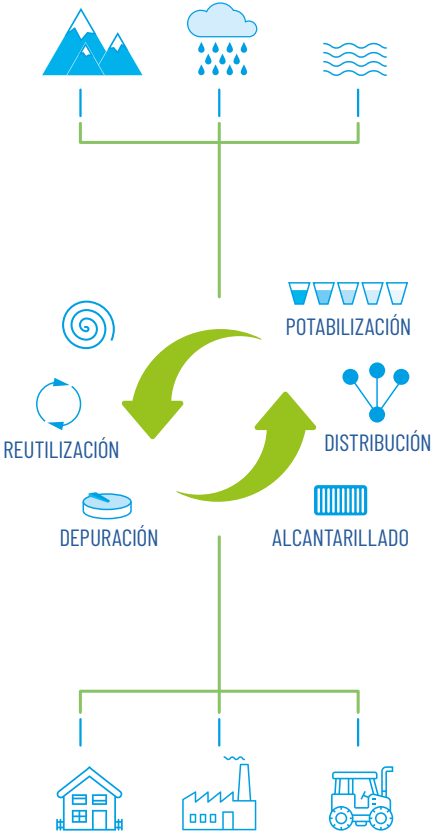 POTABILIZACIÓN
REUTILIZACIÓN
DISTRIBUCIÓN
DEPURACIÓN
ALCANTARILLADO